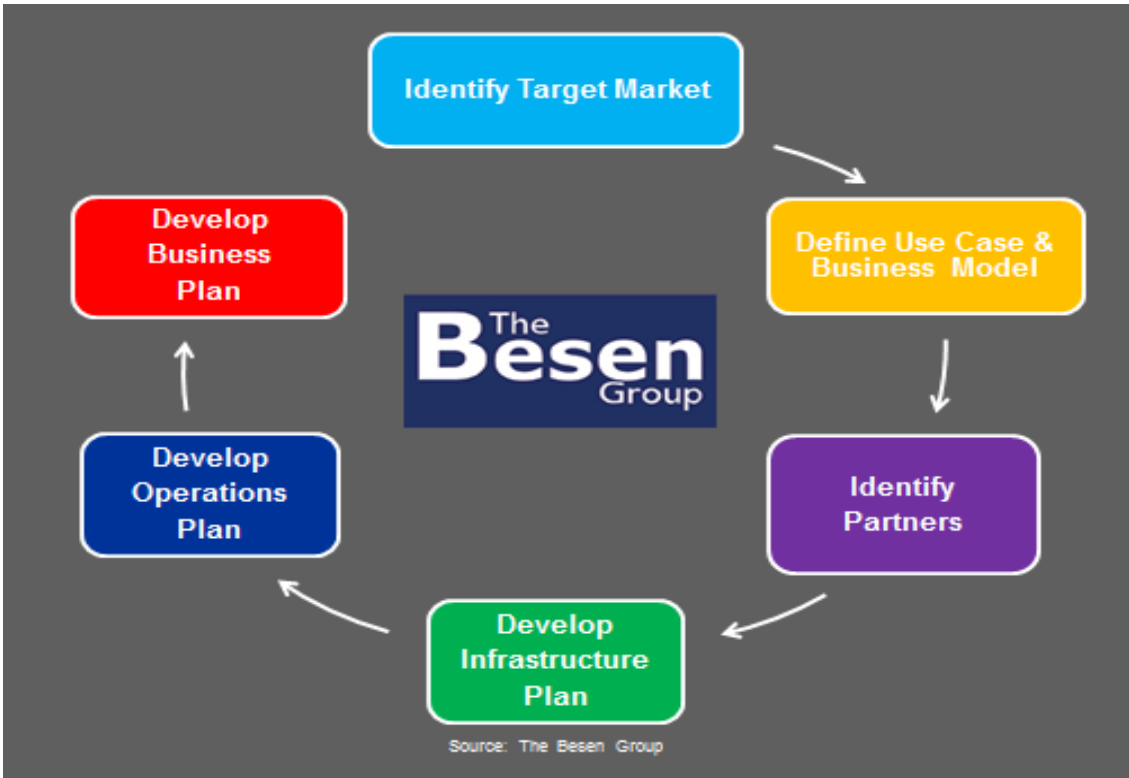 Identify Target Market
Define Use Case &
Business Model
Identify
Partners
Develop
Infrastructure
Plan
Develop
Operations
Plan
Develop
Business
Plan
The
Besen
Group
Source: The Besen Group